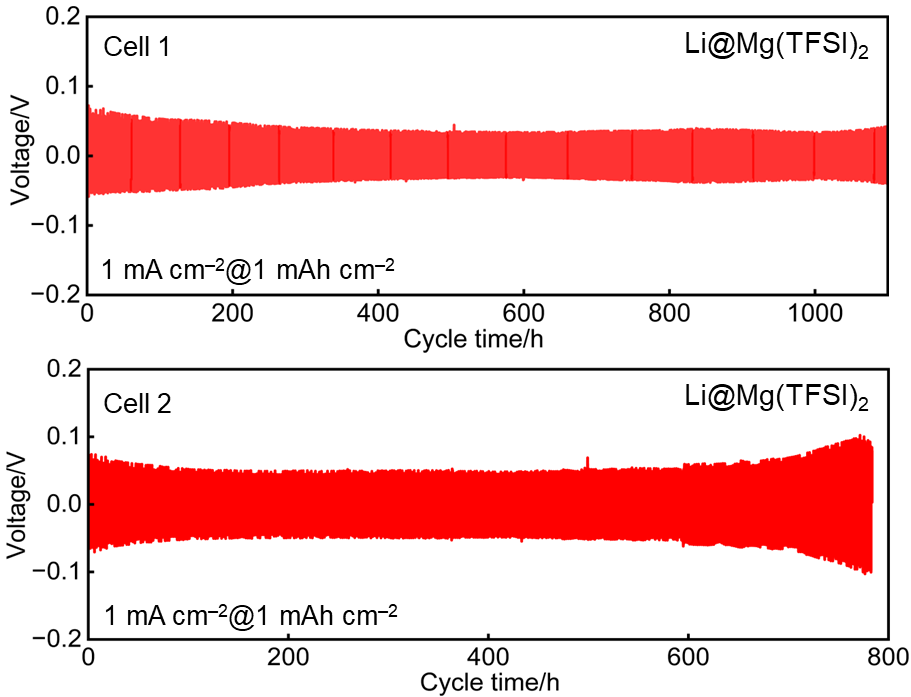 0.2
Cell 1
Li@Mg(TFSI)₂
0.1
Voltage/V
0.0
−0.1
1 mA cm⁻²@1 mAh cm⁻²
−0.2
0 200 400 600 800 1000
Cycle time/h
0.2
Cell 2
Li@Mg(TFSI)₂
0.1
Voltage/V
0.0
−0.1
1 mA cm⁻²@1 mAh cm⁻²
−0.2
0 200 400 600 800
Cycle time/h